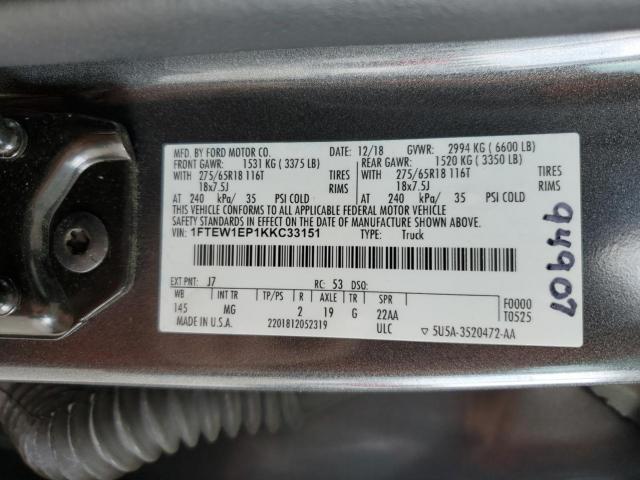 MFD. BY FORD MOTOR CO. 12/18 GVWR: 2994 KG ( 6600 LB)
FRONT GAWR: 1531 KG ( 3375 LB) REAR GAWR: 1520 KG ( 3350 LB)
WITH 275/65R18 116T TIRES WITH 275/65R18 116T TIRES
18x7.5J RIMS 18x7.5J RIMS
AT 240 kPa/ 35 PSI COLD AT 240 kPa/ 35 PSI COLD
THIS VEHICLE CONFORMS TO ALL APPLICABLE FEDERAL MOTOR VEHICLE
SAFETY STANDARDS IN EFFECT ON THE DATE OF MANUFACTURE SHOWN ABOVE.
VIN: 1FTEW1EP1KKC33151 TYPE: Truck
EXT PNT: J7 RC: 53 DSO:
WB INT TR TP/PS R AXLE TR SPR F0000
145 MG 2 19 G 22AA T0525
MADE IN U.S.A. 2201812052319 ULC ▽ 5U5A-3520472-AA
94907